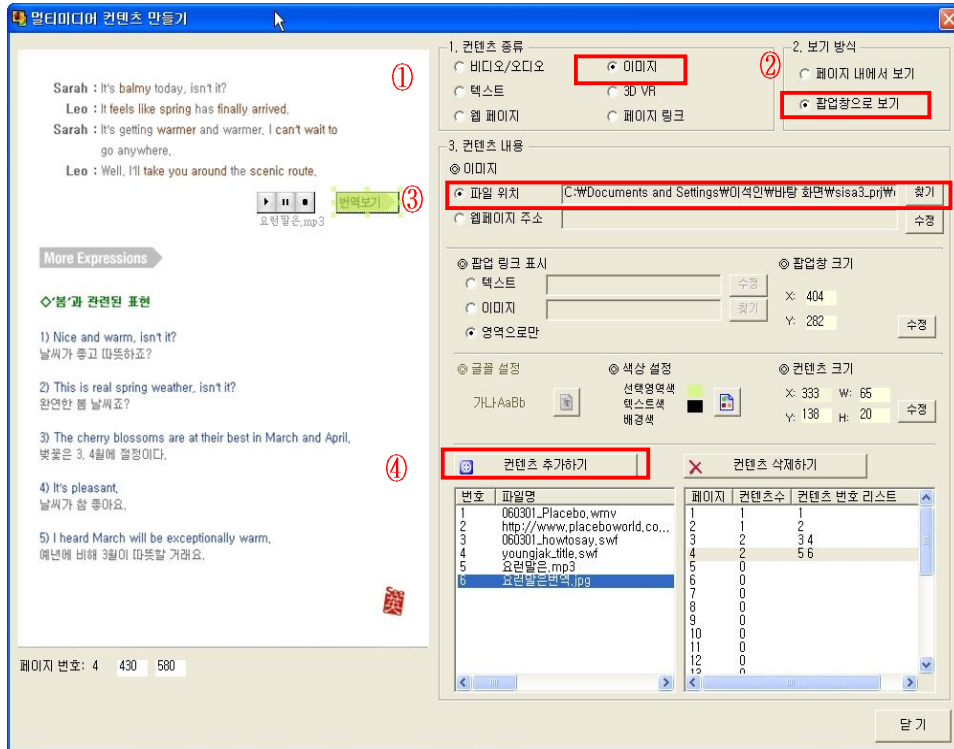 멀티미디어 컨텐츠 만들기
①
Sarah : It's balmy today, isn't it?
Leo : It feels like spring has finally arrived.
Sarah : It's getting warmer and warmer, I can't wait to
go anywhere.
Leo : Well, I'll take you around the scenic route.
번역보기
③
요런말은.mp3
More Expressions
◇'봄'과 관련된 표현
1) Nice and warm, isn't it?
날씨가 좋고 따뜻하죠?
2) This is real spring weather, isn't it?
완연한 봄 날씨죠?
3) The cherry blossoms are at their best in March and April.
벚꽃은 3, 4월에 절정이다.
4) It's pleasant.
날씨가 참 좋아요.
5) I heard March will be exceptionally warm.
예년에 비해 3월이 따뜻할 거래요.
페이지 번호: 4 430 580
1. 컨텐츠 종류
비디오/오디오 이미지
텍스트 3D VR
웹 페이지 페이지 링크
②
2. 보기 방식
페이지 내에서 보기
팝업창으로 보기
3. 컨텐츠 내용
◎ 이미지
파일 위치 C:₩Documents and Settings₩이석인₩바탕 화면₩sisa3_prj₩ 찾기
웹페이지 주소 수정
◎ 팝업 링크 표시
텍스트 수정
이미지 찾기
영역으로만
◎ 팝업창 크기
X: 404
Y: 282 수정
◎ 글꼴 설정
가나AaBb
◎ 색상 설정
선택영역색
텍스트색
배경색
◎ 컨텐츠 크기
X: 333 W: 65
Y: 138 H: 20 수정
④
컨텐츠 추가하기 컨텐츠 삭제하기
번호 파일명
1 060301_Placebo.wmv
2 http://www.placeboworld.co...
3 060301_howtosay.swf
4 youngjak_title.swf
5 요런말은.mp3
6 요런말은번역.jpg
페이지 컨텐츠수 컨텐츠 번호 리스트
1 1 1
2 1 2
3 2 3 4
4 2 5 6
5 0
6 0
7 0
8 0
9 0
10 0
11 0
12 0
13 0
닫기